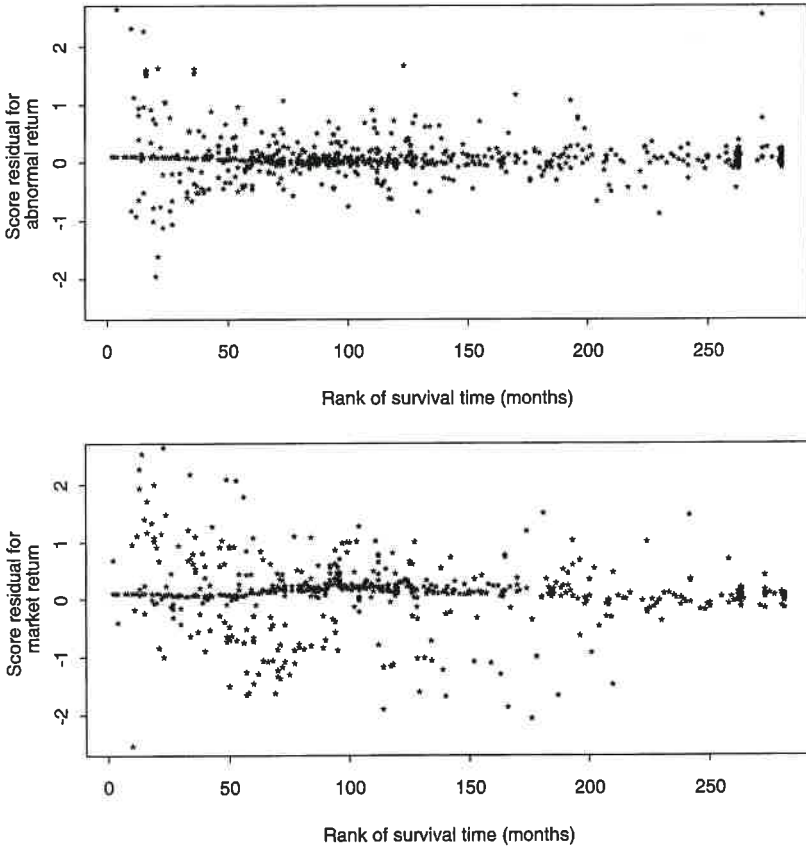 Score residual for
abnormal return
2
1
0
-1
-2
0 50 100 150 200 250
Rank of survival time (months)
Score residual for
market return
2
1
0
-1
-2
0 50 100 150 200 250
Rank of survival time (months)